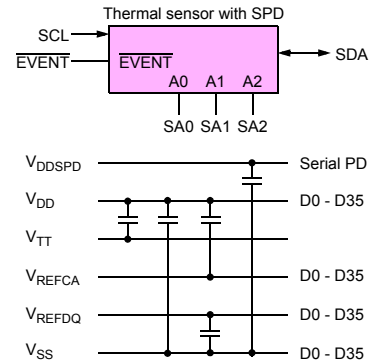 Thermal sensor with SPD
SCL
EVENT EVENT SDA
A0 A1 A2
SA0 SA1 SA2
VDDSPD Serial PD
VDD D0 - D35
VTT
VREFCA D0 - D35
VREFDQ D0 - D35
VSS D0 - D35